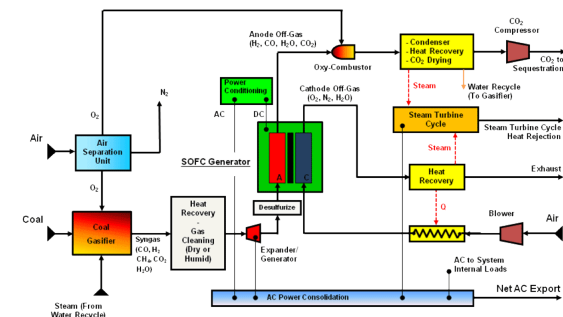 O2
Anode Off-Gas
(H2, CO, H2O, CO2)
Oxy-Combustor
- Condenser
- Heat Recovery
- CO2 Drying
CO2
Compressor
CO2 to
Sequestration
N2
Power
Conditioning
AC
DC
Cathode Off-Gas
(O2, N2, H2O)
Steam
Water Recycle
(To Gasifier)
O2
Steam Turbine
Cycle
Steam Turbine Cycle
Heat Rejection
Air
Air
Separation
Unit
SOFC Generator
Steam
A
C
Heat
Recovery
Exhaust
O2
Desulfurize
Q
Blower
Air
Coal
Coal
Gasifier
Syngas
(CO, H2
CH4, CO2
H2O)
Heat
Recovery
-
Gas
Cleaning
(Dry or
Humid)
Expander/
Generator
AC to System
Internal Loads
Steam (From
Water Recycle)
AC Power Consolidation
Net AC Export